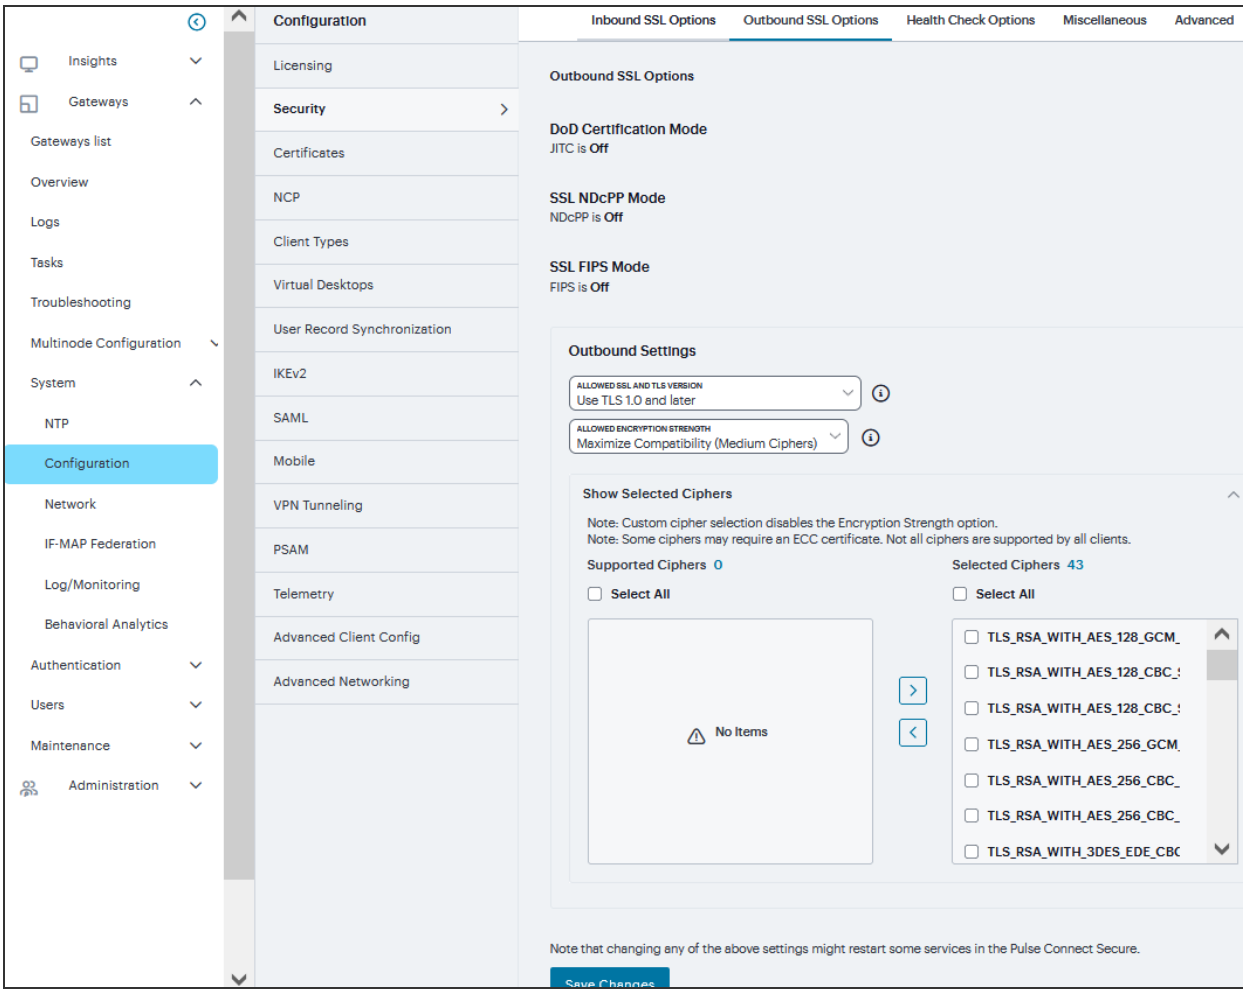 Insights
Gateways
Gateways list
Overview
Logs
Tasks
Troubleshooting
Multinode Configuration
System
NTP
Configuration
Network
IF-MAP Federation
Log/Monitoring
Behavioral Analytics
Authentication
Users
Maintenance
Administration
Configuration
Licensing
Security
Certificates
NCP
Client Types
Virtual Desktops
User Record Synchronization
IKEv2
SAML
Mobile
VPN Tunneling
PSAM
Telemetry
Advanced Client Config
Advanced Networking
Inbound SSL Options Outbound SSL Options Health Check Options Miscellaneous Advanced
Outbound SSL Options
DoD Certification Mode
JITC is Off
SSL NDcPP Mode
NDcPP is Off
SSL FIPS Mode
FIPS is Off
Outbound Settings
ALLOWED SSL AND TLS VERSION
Use TLS 1.0 and later
ALLOWED ENCRYPTION STRENGTH
Maximize Compatibility (Medium Ciphers)
Show Selected Ciphers
Note: Custom cipher selection disables the Encryption Strength option.
Note: Some ciphers may require an ECC certificate. Not all ciphers are supported by all clients.
Supported Ciphers 0
Select All
No Items
Selected Ciphers 43
Select All
TLS_RSA_WITH_AES_128_GCM_
TLS_RSA_WITH_AES_128_CBC_
TLS_RSA_WITH_AES_128_CBC_
TLS_RSA_WITH_AES_256_GCM_
TLS_RSA_WITH_AES_256_CBC_
TLS_RSA_WITH_AES_256_CBC_
TLS_RSA_WITH_3DES_EDE_CBC
Note that changing any of the above settings might restart some services in the Pulse Connect Secure.
Save Changes